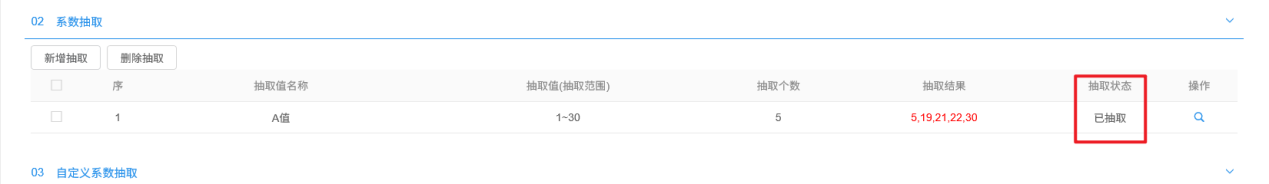 02 系数抽取
新增抽取 删除抽取
序 抽取值名称 抽取值(抽取范围) 抽取个数 抽取结果 抽取状态 操作
1 A值 1~30 5 5,19,21,22,30 已抽取
03 自定义系数抽取